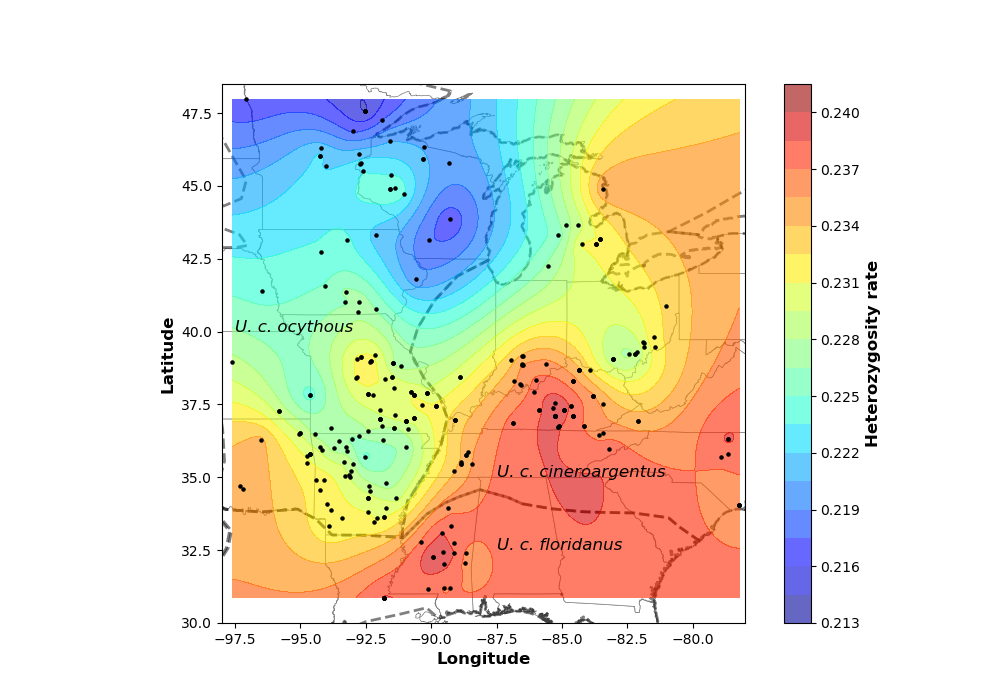 47.5
45.0
42.5
40.0
37.5
35.0
32.5
30.0
Latitude
U. c. ocythous
U. c. cineroargentus
U. c. floridanus
−97.5 −95.0 −92.5 −90.0 −87.5 −85.0 −82.5 −80.0
Longitude
0.240
0.237
0.234
0.231
0.228
0.225
0.222
0.219
0.216
0.213
Heterozygosity rate